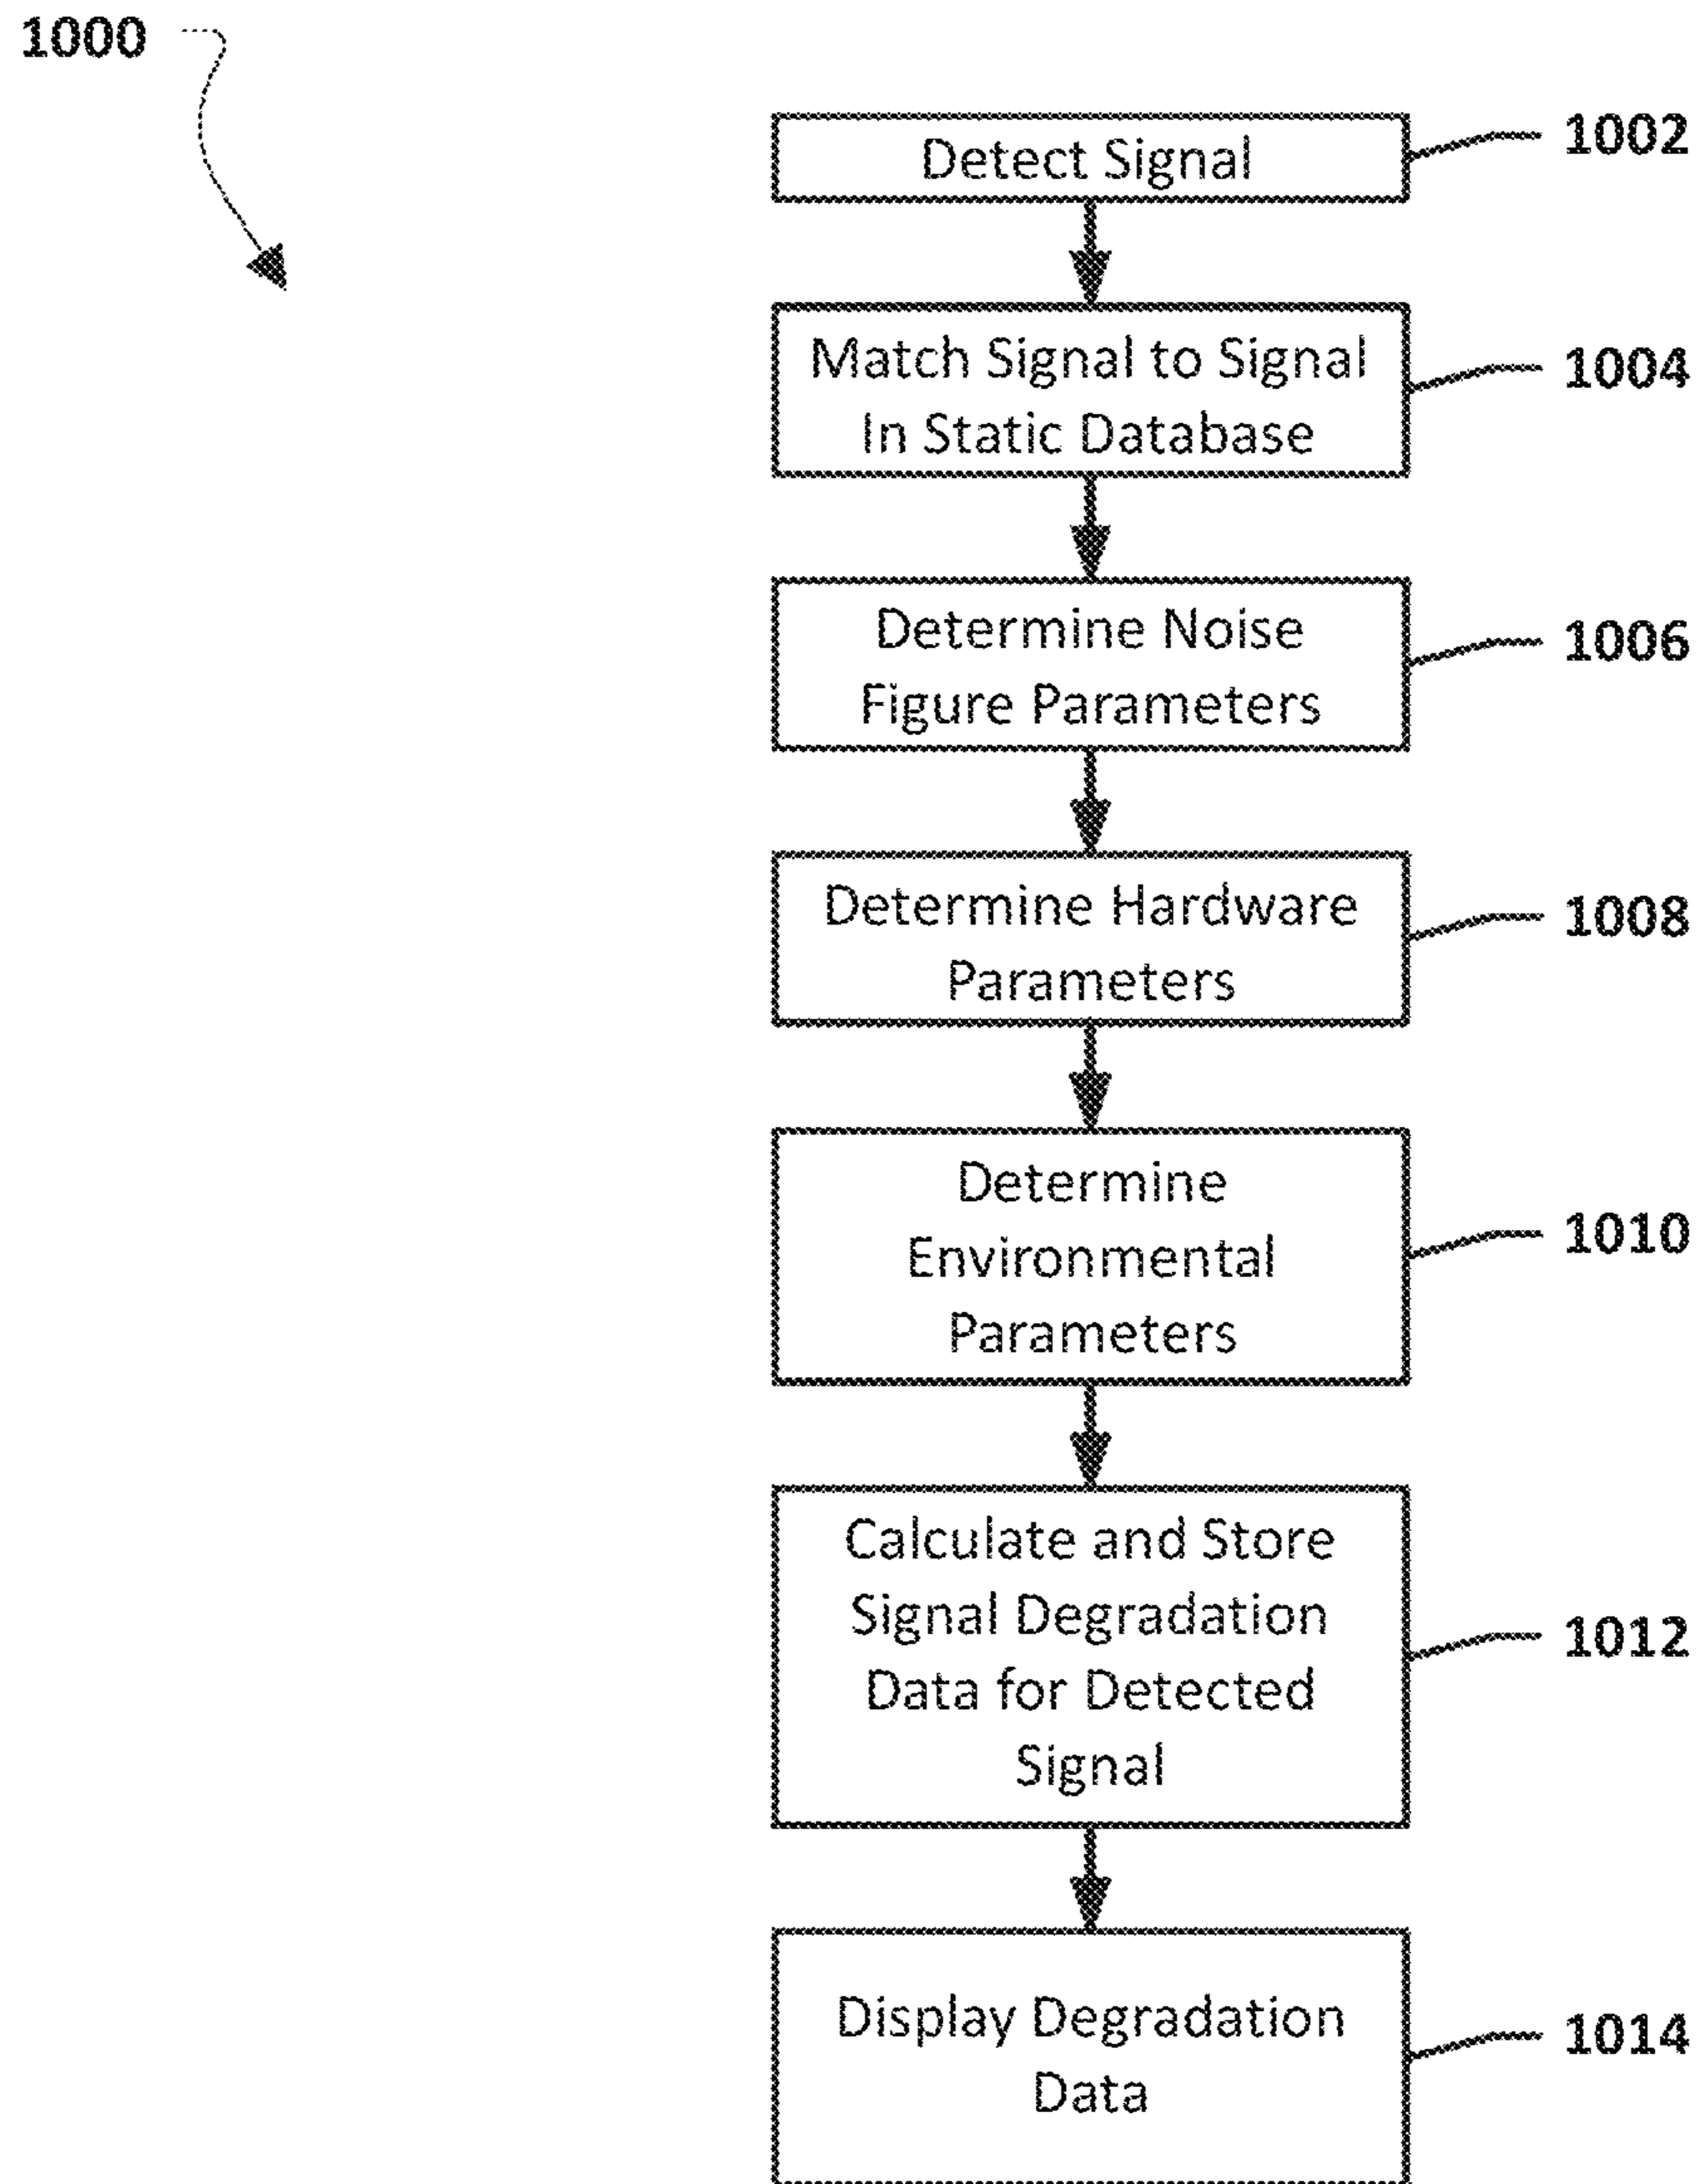 1000
Detect Signal
1002
Match Signal to Signal
In Static Database
1004
Determine Noise
Figure Parameters
1006
Determine Hardware
Parameters
1008
Determine
Environmental
Parameters
1010
Calculate and Store
Signal Degradation
Data for Detected
Signal
1012
Display Degradation
Data
1014